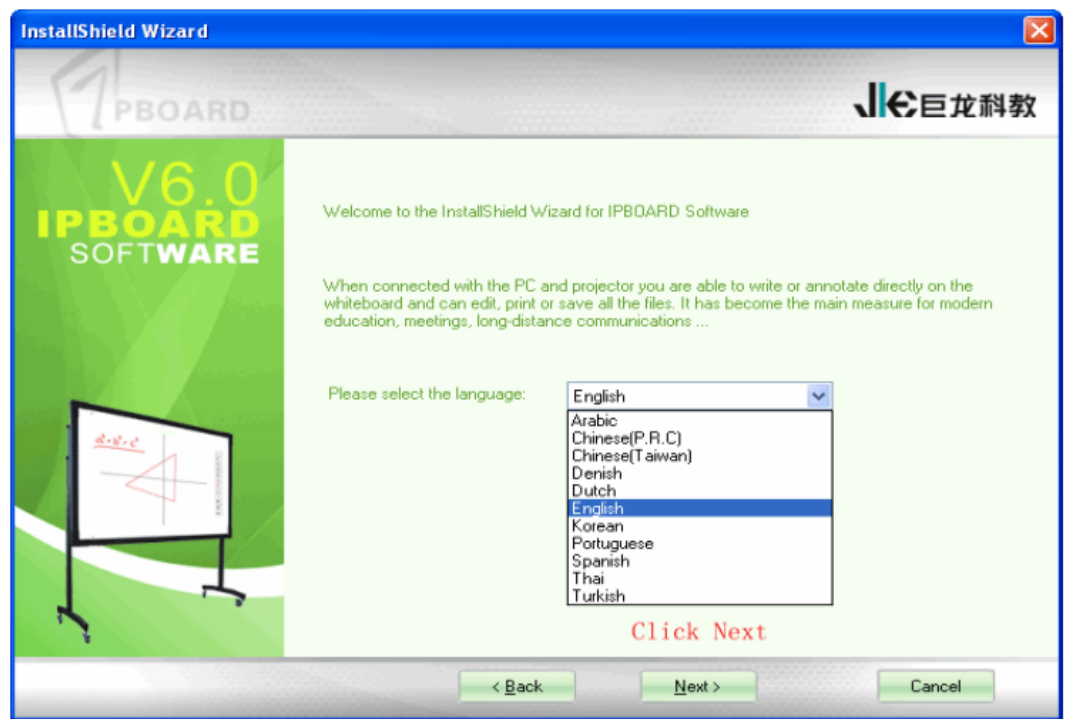 InstallShield Wizard
PBOARD
JKE巨龙科教
V6.0
IPBOARD
SOFTWARE
Welcome to the InstallShield Wizard for IPBOARD Software
When connected with the PC and projector you are able to write or annotate directly on the
whiteboard and can edit, print or save all the files. It has become the main measure for modern
education, meetings, long-distance communications ...
Please select the language:
English
Arabic
Chinese(P.R.C)
Chinese(Taiwan)
Denish
Dutch
English
Korean
Portuguese
Spanish
Thai
Turkish
Click Next
< Back
Next >
Cancel